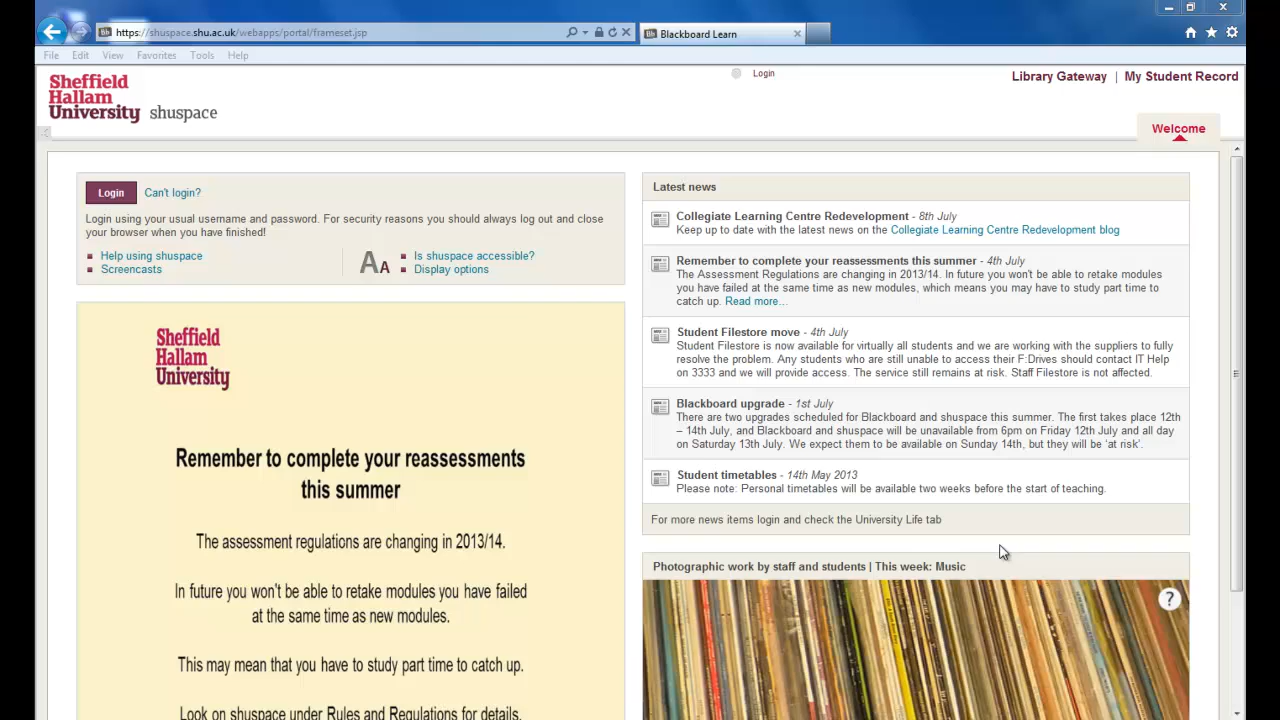 https://shuspace.shu.ac.uk/webapps/portal/frameset.jsp
Blackboard Learn
File Edit View Favorites Tools Help
Sheffield
Hallam
University shuspace
Login
Library Gateway | My Student Record
Welcome
Login Can't login?
Login using your usual username and password. For security reasons you should always log out and close
your browser when you have finished!
Help using shuspace
Screencasts
AA
Is shuspace accessible?
Display options
Sheffield
Hallam
University
Remember to complete your reassessments
this summer
The assessment regulations are changing in 2013/14.
In future you won't be able to retake modules you have failed
at the same time as new modules.
This may mean that you have to study part time to catch up.
Look on shuspace under Rules and Regulations for details.
Latest news
Collegiate Learning Centre Redevelopment - 8th July
Keep up to date with the latest news on the Collegiate Learning Centre Redevelopment blog
Remember to complete your reassessments this summer - 4th July
The Assessment Regulations are changing in 2013/14. In future you won't be able to retake modules
you have failed at the same time as new modules, which means you may have to study part time to
catch up. Read more...
Student Filestore move - 4th July
Student Filestore is now available for virtually all students and we are working with the suppliers to fully
resolve the problem. Any students who are still unable to access their F:Drives should contact IT Help
on 3333 and we will provide access. The service still remains at risk. Staff Filestore is not affected.
Blackboard upgrade - 1st July
There are two upgrades scheduled for Blackboard and shuspace this summer. The first takes place 12th
– 14th July, and Blackboard and shuspace will be unavailable from 6pm on Friday 12th July and all day
on Saturday 13th July. We expect them to be available on Sunday 14th, but they will be 'at risk'.
Student timetables - 14th May 2013
Please note: Personal timetables will be available two weeks before the start of teaching.
For more news items login and check the University Life tab
Photographic work by staff and students | This week: Music
?